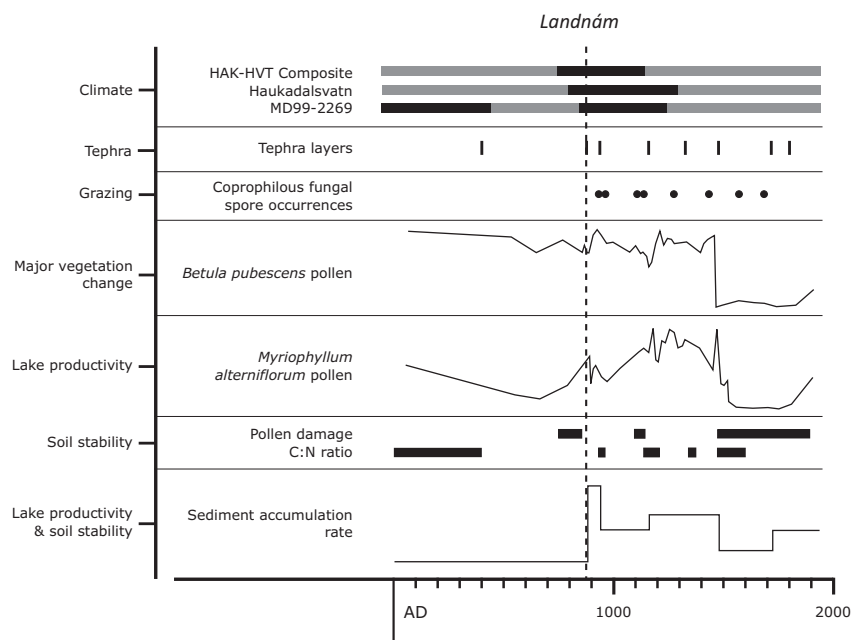 Landnám
Climate
HAK-HVT Composite
Haukadalsvatn
MD99-2269
Tephra
Tephra layers
Grazing
Coprophilous fungal
spore occurrences
Major vegetation
change
Betula pubescens pollen
Lake productivity
Myriophyllum
alterniflorum pollen
Soil stability
Pollen damage
C:N ratio
Lake productivity
& soil stability
Sediment accumulation
rate
AD
1000
2000